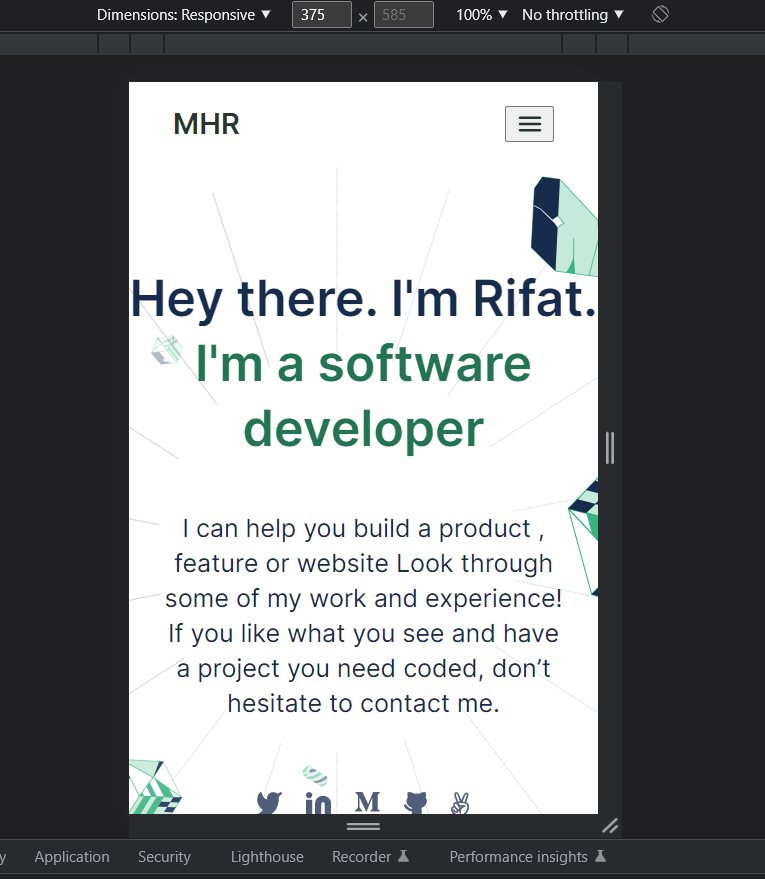 Dimensions: Responsive ▼ 375 × 585 100% ▼ No throttling ▼
MHR
Hey there. I'm Rifat.
I'm a software
developer
I can help you build a product ,
feature or website Look through
some of my work and experience!
If you like what you see and have
a project you need coded, don’t
hesitate to contact me.
y Application Security Lighthouse Recorder Performance insights